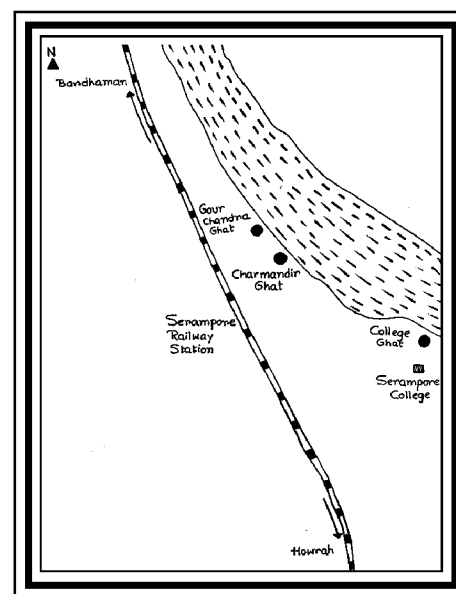 N
Bandhaman
Gour
Chandra
Ghat
Charmandir
Ghat
Serampore
Railway
Station
College
Ghat
Serampore
College
Howrah